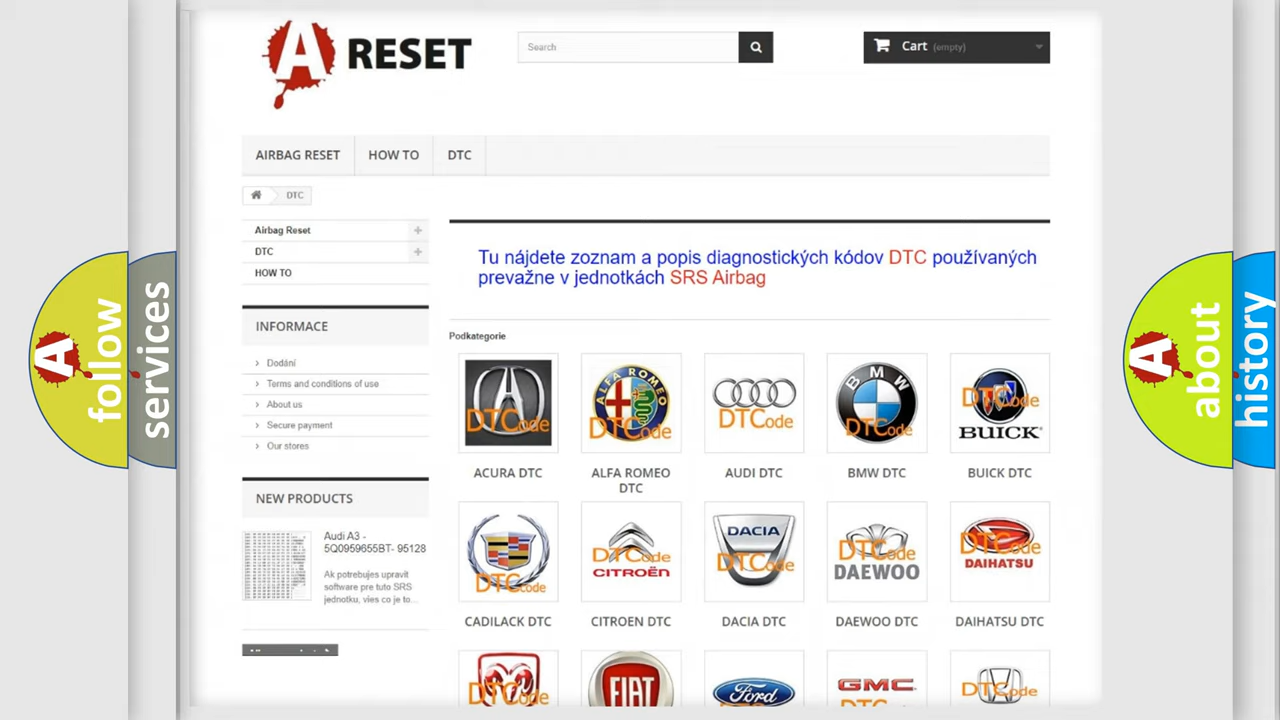 A RESET
Search
Cart (empty)
AIRBAG RESET
HOW TO
DTC
DTC
Airbag Reset
DTC
HOW TO
Tu nájdete zoznam a popis diagnostických kódov DTC používaných
prevažne v jednotkách SRS Airbag
INFORMACE
Dodání
Terms and conditions of use
About us
Secure payment
Our stores
NEW PRODUCTS
Audi A3 -
5Q0959655BT- 95128
Ak potrebujes upravit
software pre tuto SRS
jednotku, vies co je to...
Podkategorie
DTCode
ALFA ROMEO
DTCode
DTCode
BMW
DTCode
DTCode
BUICK
ACURA DTC
ALFA ROMEO
DTC
AUDI DTC
BMW DTC
BUICK DTC
DTCode
DTCode
CITROËN
DACIA
DTCode
DTCode
DAEWOO
DTCode
DAIHATSU
CADILACK DTC
CITROEN DTC
DACIA DTC
DAEWOO DTC
DAIHATSU DTC
DTCode
FIAT
Ford
GMC
DTCode
A follow
services
A about
history